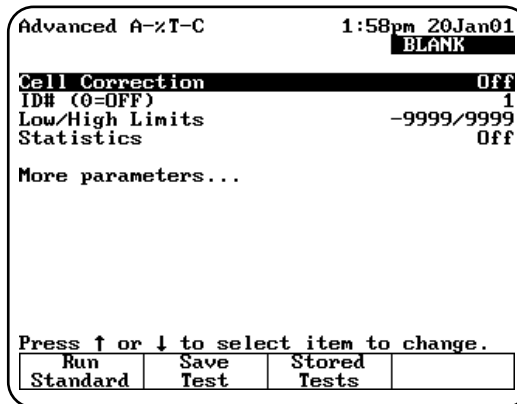 Advanced A-%T-C 1:58pm 20Jan01
BLANK
Cell Correction Off
ID# (0=OFF) 1
Low/High Limits -9999/9999
Statistics Off
More parameters...
Press ↑ or ↓ to select item to change.
Run Standard
Save Test
Stored Tests